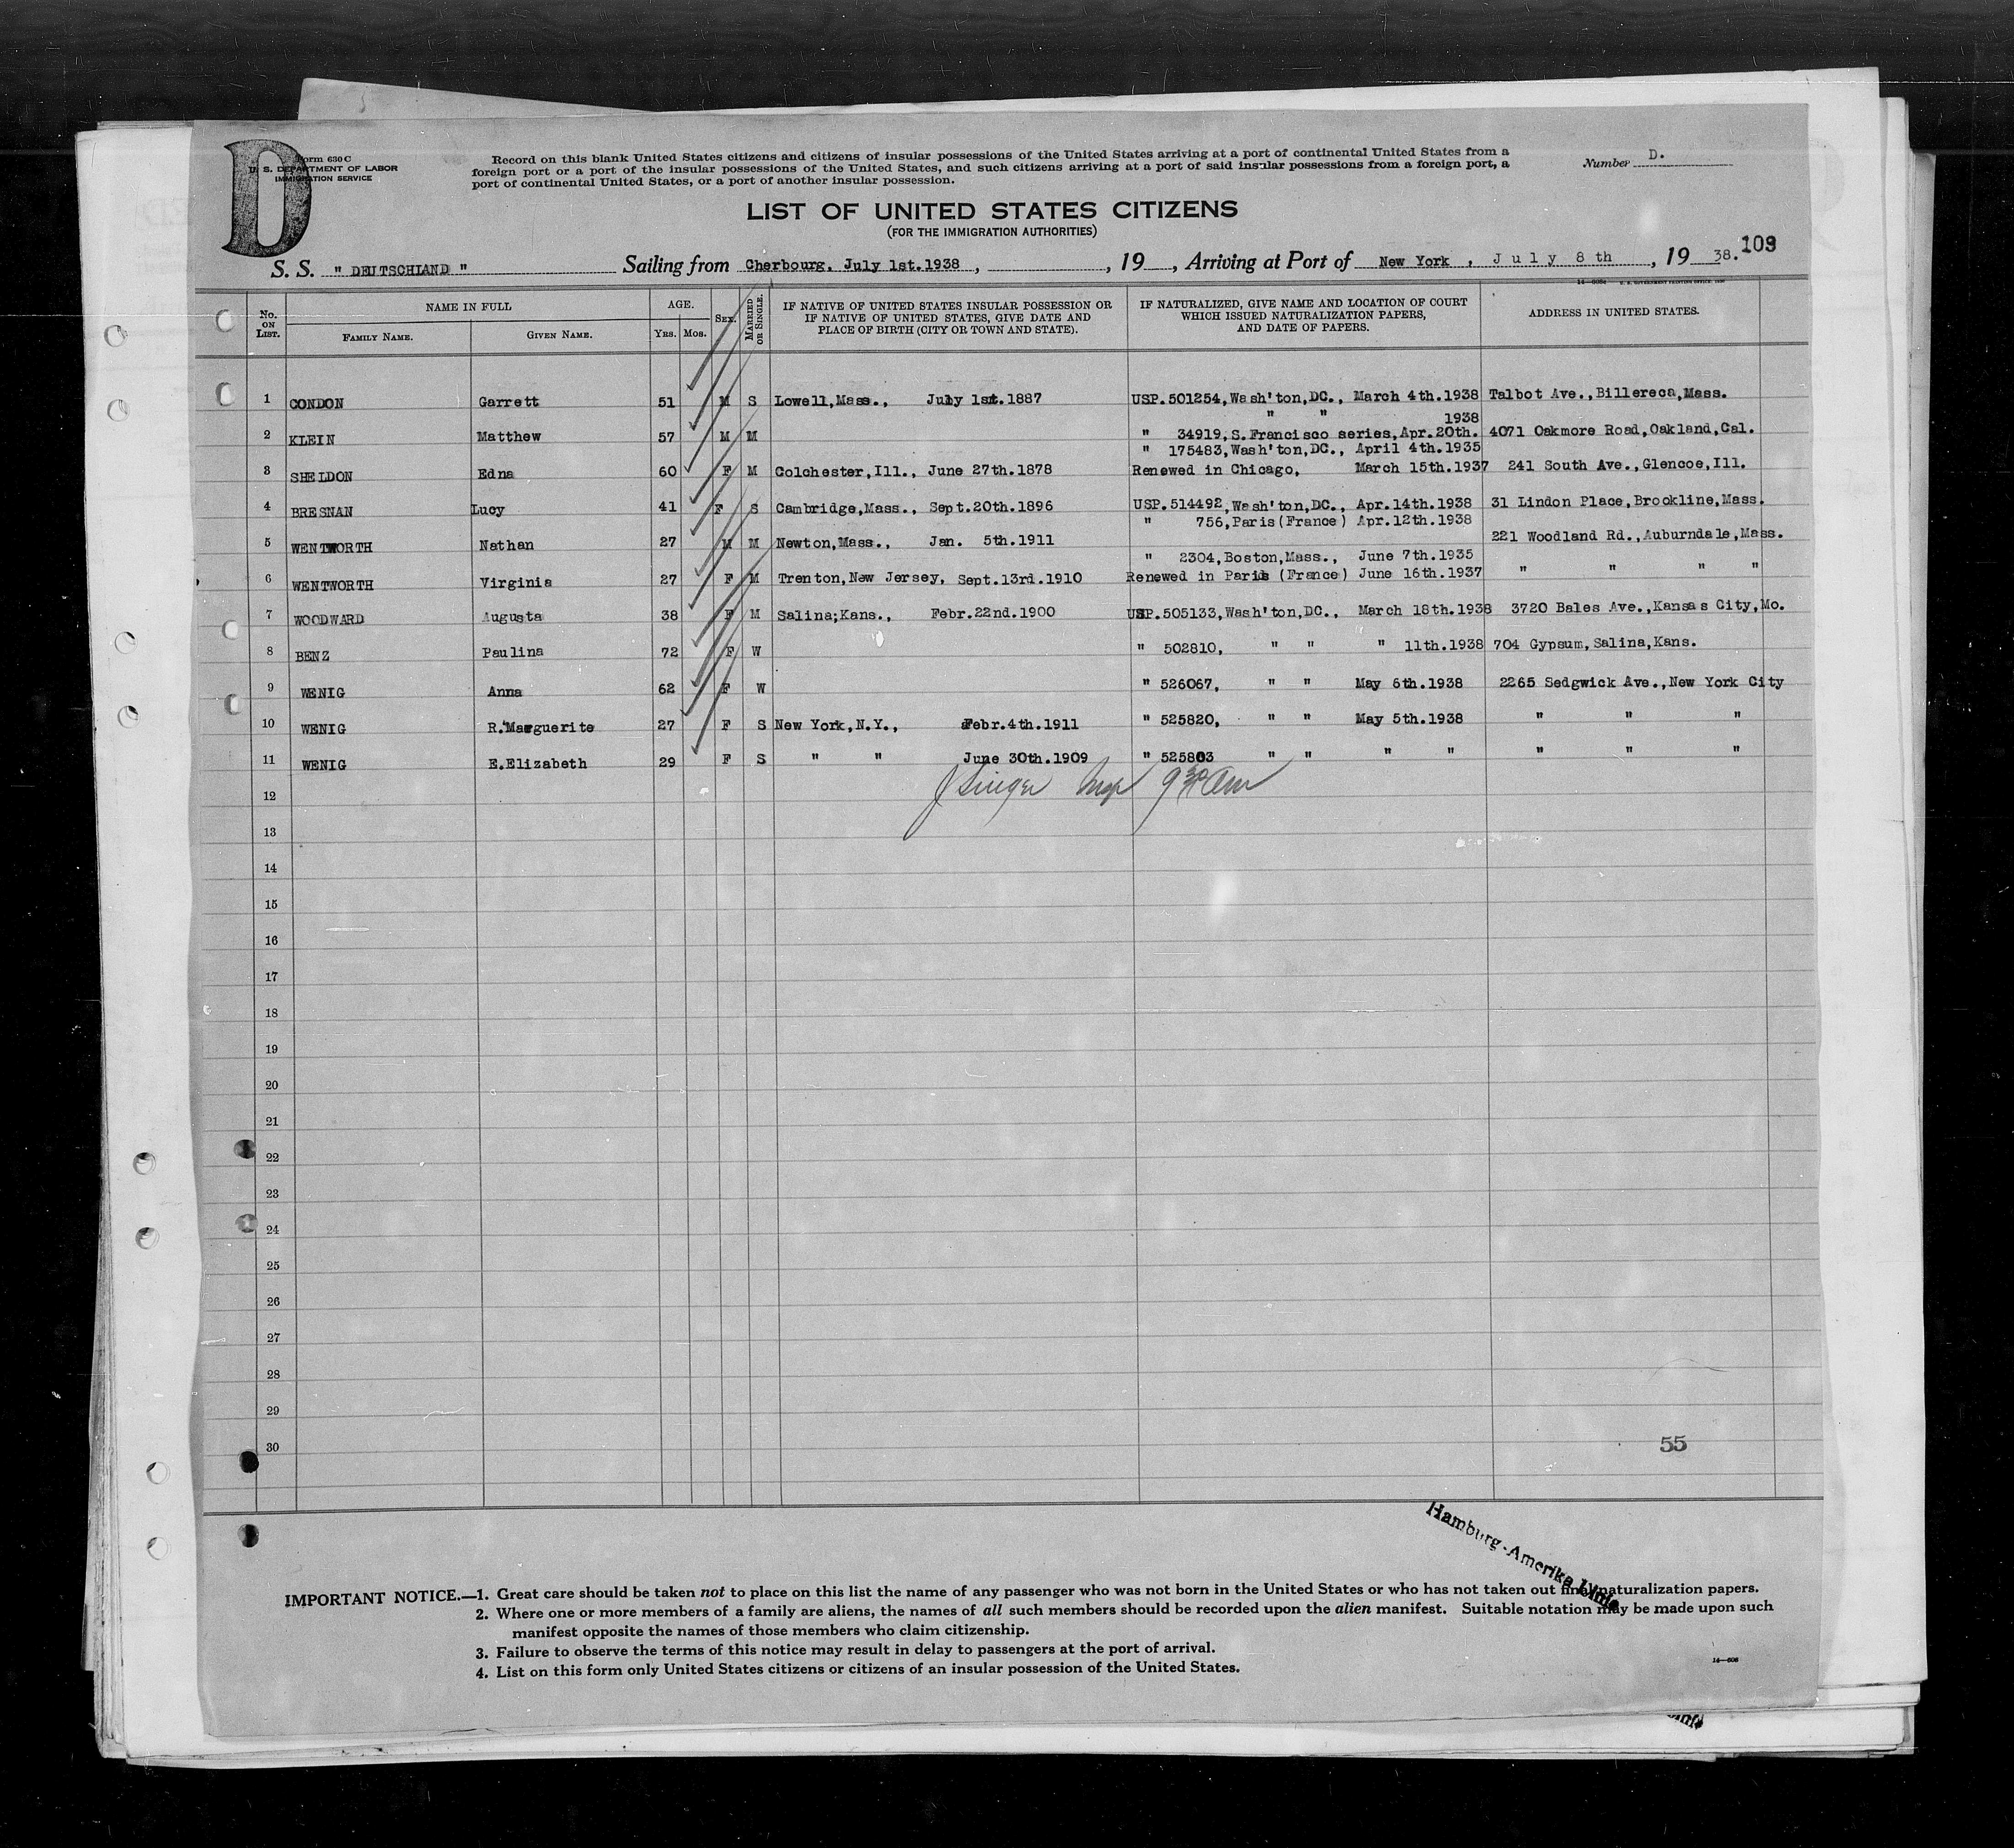 D
Form 630 C
U. S. DEPARTMENT OF LABOR
IMMIGRATION SERVICE
Record on this blank United States citizens and citizens of insular possessions of the United States arriving at a port of continental United States from a
foreign port or a port of the insular possessions of the United States, and such citizens arriving at a port of said insular possessions from a foreign port, a
port of continental United States, or a port of another insular possession.
Number D.
LIST OF UNITED STATES CITIZENS
(FOR THE IMMIGRATION AUTHORITIES)
S. S. " DEUTSCHLAND " Sailing from Cherbourg, July 1st.1938 , , 19 , Arriving at Port of New York , July 8 th , 19 38. 109
No. ON LIST. NAME IN FULL FAMILY NAME. GIVEN NAME. AGE. YRS. MOS. SEX. MARRIED OR SINGLE. IF NATIVE OF UNITED STATES INSULAR POSSESSION OR IF NATIVE OF UNITED STATES, GIVE DATE AND PLACE OF BIRTH (CITY OR TOWN AND STATE). IF NATURALIZED, GIVE NAME AND LOCATION OF COURT WHICH ISSUED NATURALIZATION PAPERS, AND DATE OF PAPERS. ADDRESS IN UNITED STATES.
1 CONDON Garrett 51 M S Lowell,Mass., July 1st.1887 USP.501254,Wash'ton,DC., March 4th.1938 Talbot Ave.,Billereca,Mass.
" " 1938
2 KLEIN Matthew 57 M M " 34919,S.Francisco series,Apr.20th. 4071 Oakmore Road,Oakland,Cal.
" 175483,Wash'ton,DC., April 4th.1935
3 SHELDON Edna 60 F M Colchester,Ill., June 27th.1878 Renewed in Chicago, March 15th.1937 241 South Ave.,Glencoe,Ill.
4 BRESNAN Lucy 41 F S Cambridge,Mass., Sept.20th.1896 USP.514492,Wash'ton,DC., Apr.14th.1938 31 Lindon Place,Brookline,Mass.
" 756,Paris(France) Apr.12th.1938
5 WENTWORTH Nathan 27 M M Newton,Mass., Jan. 5th.1911 221 Woodland Rd.,Auburndale,Mass.
" 2304,Boston,Mass., June 7th.1935
6 WENTWORTH Virginia 27 F M Trenton,New Jersey, Sept.13rd.1910 Renewed in Paris (France) June 16th.1937 " " " "
7 WOODWARD Augusta 38 F M Salina;Kans., Febr.22nd.1900 USP.505133,Wash'ton,DC., March 18th.1938 3720 Bales Ave.,Kansas City,Mo.
8 BENZ Paulina 72 F W " 502810, " " " 11th.1938 704 Gypsum,Salina,Kans.
9 WENIG Anna 62 F W " 526067, " " May 6th.1938 2265 Sedgwick Ave.,New York City
10 WENIG R.Marguerite 27 F S New York,N.Y., Febr.4th.1911 " 525820, " " May 5th.1938 " " "
11 WENIG E.Elizabeth 29 F S " " June 30th.1909 " 525803 " " " " " " "
J Singer Insp 9 30 Am
12
13
14
15
16
17
18
19
20
21
22
23
24
25
26
27
28
29
30
55
Hamburg-Amerika Linie
IMPORTANT NOTICE.—1. Great care should be taken not to place on this list the name of any passenger who was not born in the United States or who has not taken out final naturalization papers.
2. Where one or more members of a family are aliens, the names of all such members should be recorded upon the alien manifest. Suitable notation may be made upon such
manifest opposite the names of those members who claim citizenship.
3. Failure to observe the terms of this notice may result in delay to passengers at the port of arrival.
4. List on this form only United States citizens or citizens of an insular possession of the United States.
14—608